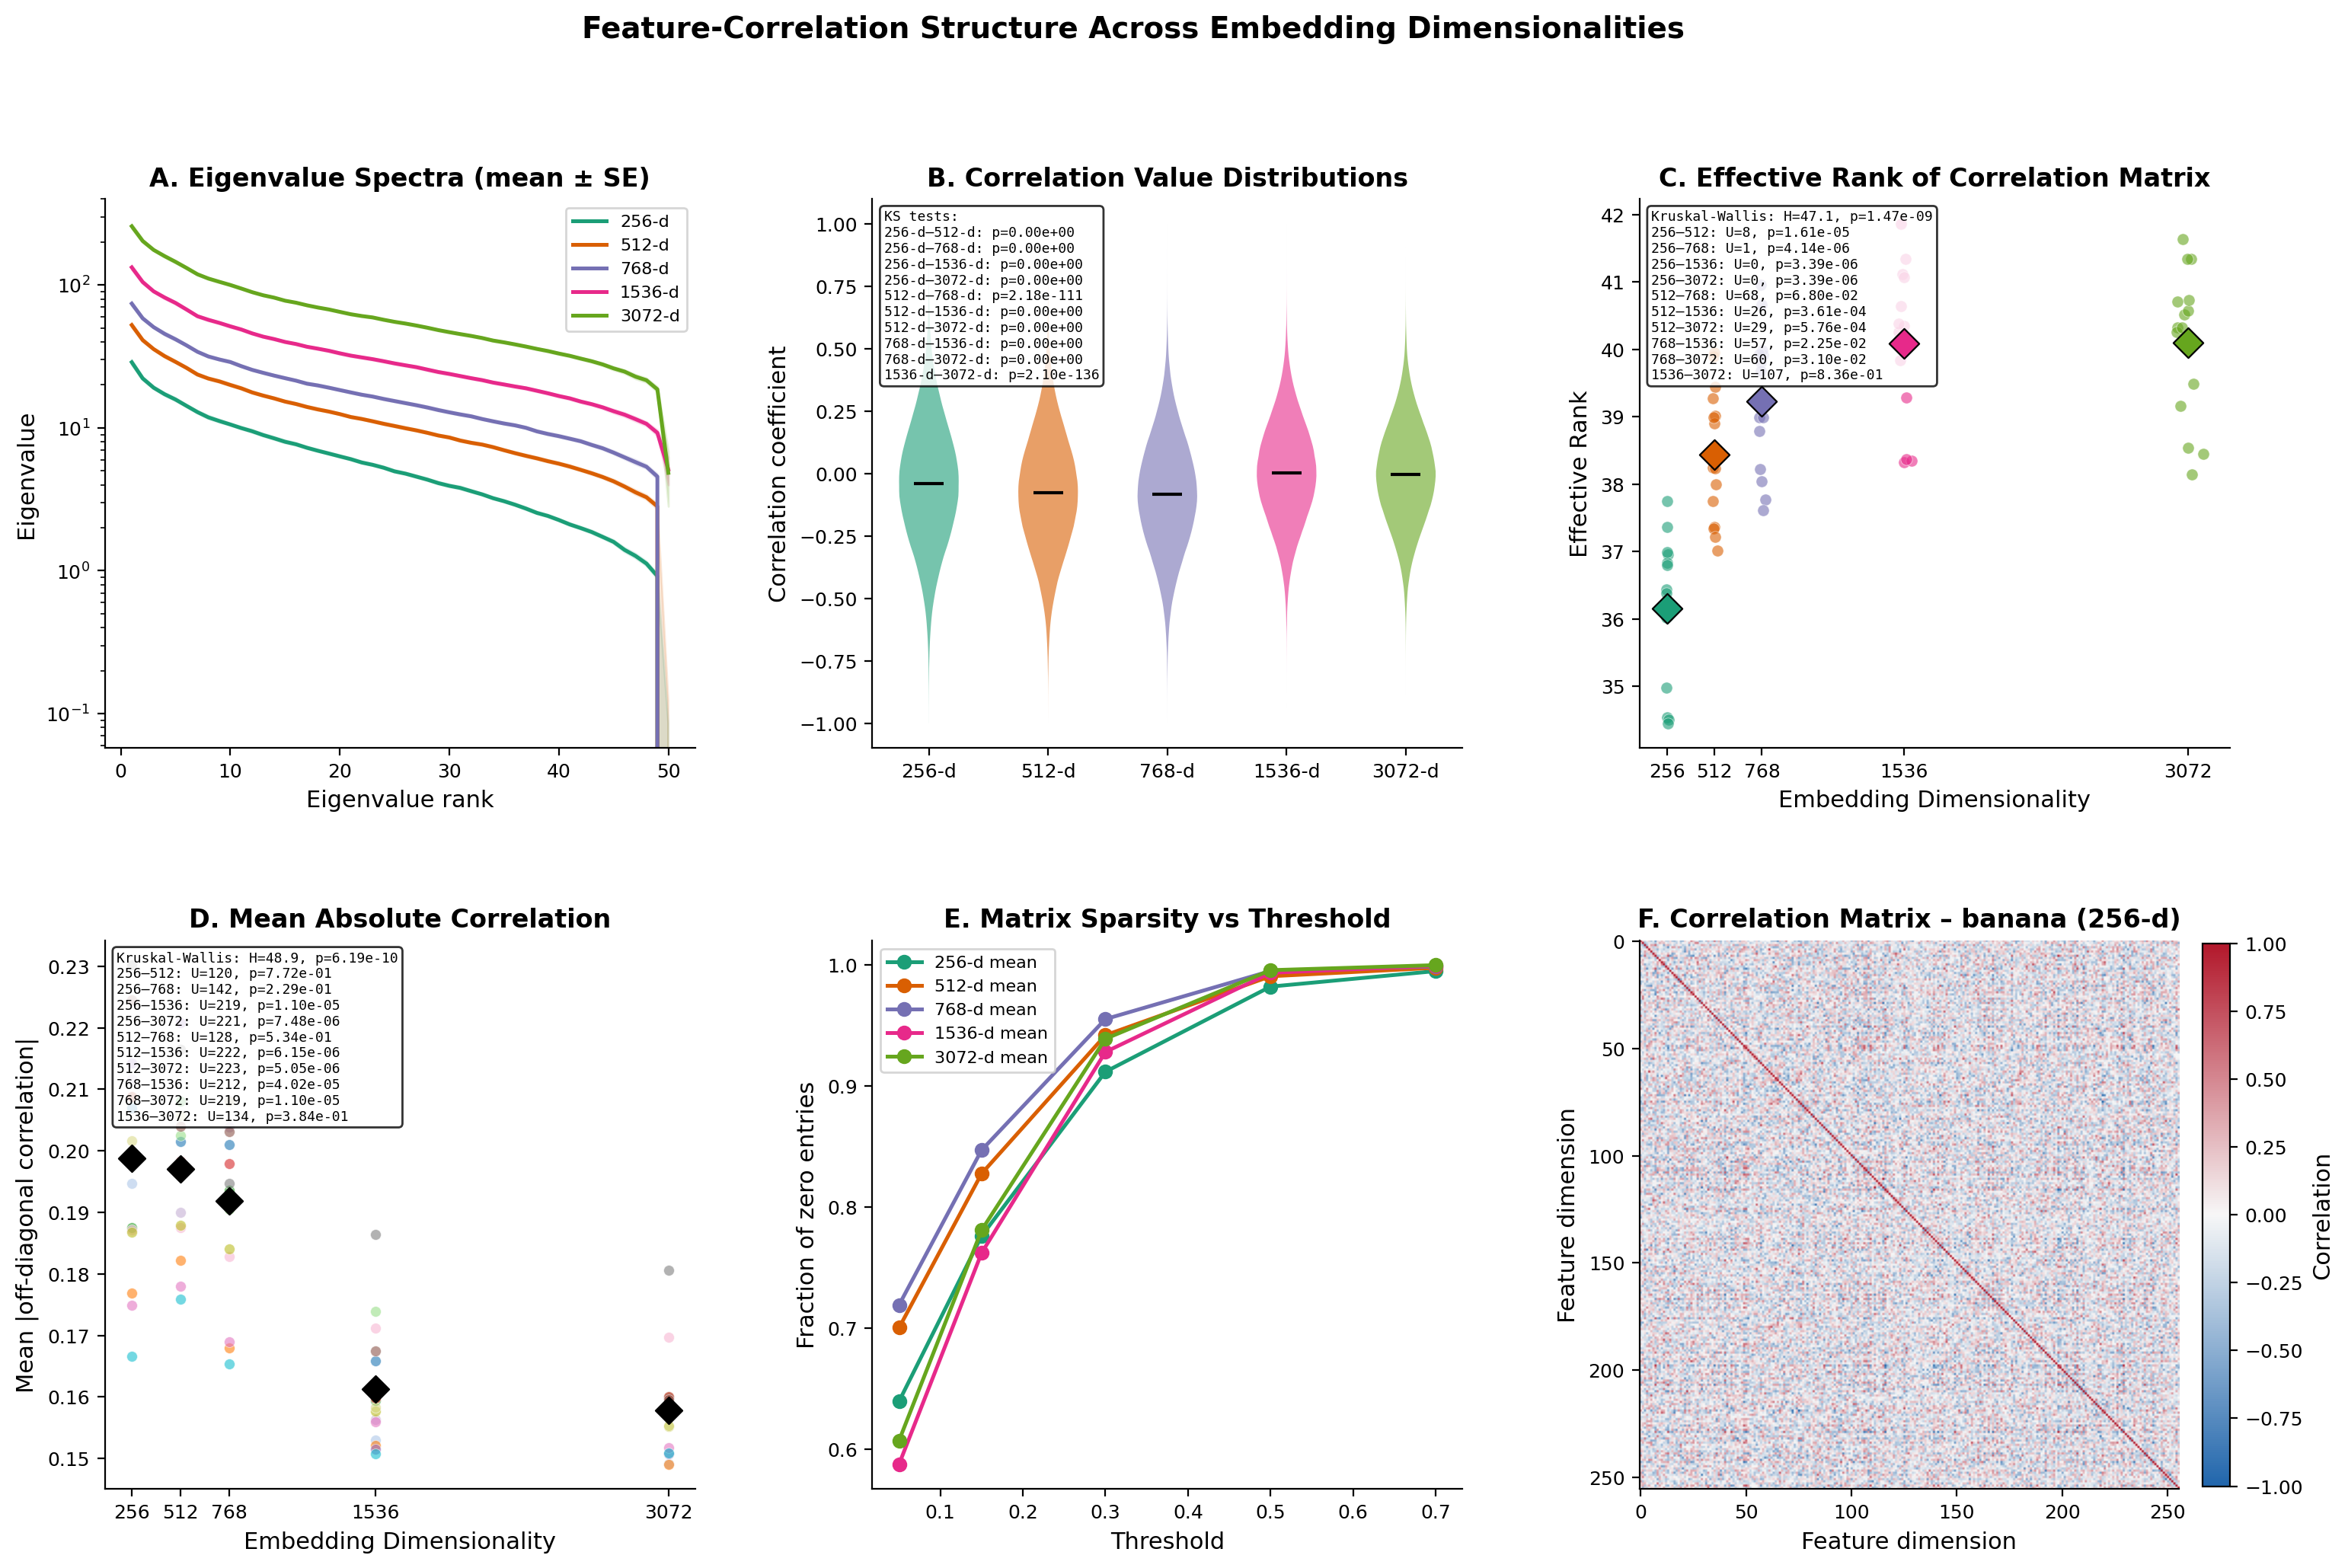 Feature-Correlation Structure Across Embedding Dimensionalities
A. Eigenvalue Spectra (mean ± SE)
Eigenvalue
10²
10¹
10⁰
10⁻¹
256-d
512-d
768-d
1536-d
3072-d
0 10 20 30 40 50
Eigenvalue rank
B. Correlation Value Distributions
Correlation coefficient
1.00
0.75
0.50
0.25
0.00
−0.25
−0.50
−0.75
−1.00
KS tests:
256-d–512-d: p=0.00e+00
256-d–768-d: p=0.00e+00
256-d–1536-d: p=0.00e+00
256-d–3072-d: p=0.00e+00
512-d–768-d: p=2.18e-111
512-d–1536-d: p=0.00e+00
512-d–3072-d: p=0.00e+00
768-d–1536-d: p=0.00e+00
768-d–3072-d: p=0.00e+00
1536-d–3072-d: p=2.10e-136
256-d 512-d 768-d 1536-d 3072-d
C. Effective Rank of Correlation Matrix
Effective Rank
42
41
40
39
38
37
36
35
Kruskal-Wallis: H=47.1, p=1.47e-09
256–512: U=8, p=1.61e-05
256–768: U=1, p=4.14e-06
256–1536: U=0, p=3.39e-06
256–3072: U=0, p=3.39e-06
512–768: U=68, p=6.80e-02
512–1536: U=26, p=3.61e-04
512–3072: U=29, p=5.76e-04
768–1536: U=57, p=2.25e-02
768–3072: U=60, p=3.10e-02
1536–3072: U=107, p=8.36e-01
256 512 768 1536 3072
Embedding Dimensionality
D. Mean Absolute Correlation
Mean |off-diagonal correlation|
0.23
0.22
0.21
0.20
0.19
0.18
0.17
0.16
0.15
Kruskal-Wallis: H=48.9, p=6.19e-10
256–512: U=120, p=7.72e-01
256–768: U=142, p=2.29e-01
256–1536: U=219, p=1.10e-05
256–3072: U=221, p=7.48e-06
512–768: U=128, p=5.34e-01
512–1536: U=222, p=6.15e-06
512–3072: U=223, p=5.05e-06
768–1536: U=212, p=4.02e-05
768–3072: U=219, p=1.10e-05
1536–3072: U=134, p=3.84e-01
256 512 768 1536 3072
Embedding Dimensionality
E. Matrix Sparsity vs Threshold
Fraction of zero entries
1.0
0.9
0.8
0.7
0.6
256-d mean
512-d mean
768-d mean
1536-d mean
3072-d mean
0.1 0.2 0.3 0.4 0.5 0.6 0.7
Threshold
F. Correlation Matrix – banana (256-d)
Feature dimension
0
50
100
150
200
250
0 50 100 150 200 250
Feature dimension
1.00
0.75
0.50
0.25
0.00
−0.25
−0.50
−0.75
−1.00
Correlation